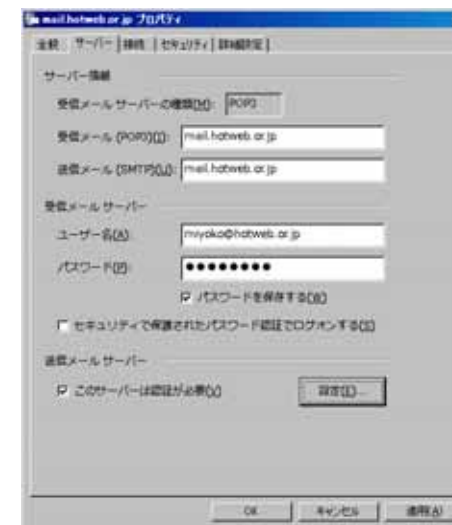 mail.hotweb.or.jp プロパティ
全般 サーバー 接続 セキュリティ 詳細設定
サーバー情報
受信メール サーバーの種類(M): POP3
受信メール (POP3)(I): mail.hotweb.or.jp
送信メール (SMTP)(U): mail.hotweb.or.jp
受信メール サーバー
ユーザー名(A): miyoko@hotweb.or.jp
パスワード(P): ●●●●●●●●
パスワードを保存する(W)
セキュリティで保護されたパスワード認証でログオンする(S)
送信メール サーバー
このサーバーは認証が必要(V) 設定(E)...
OK キャンセル 適用(A)